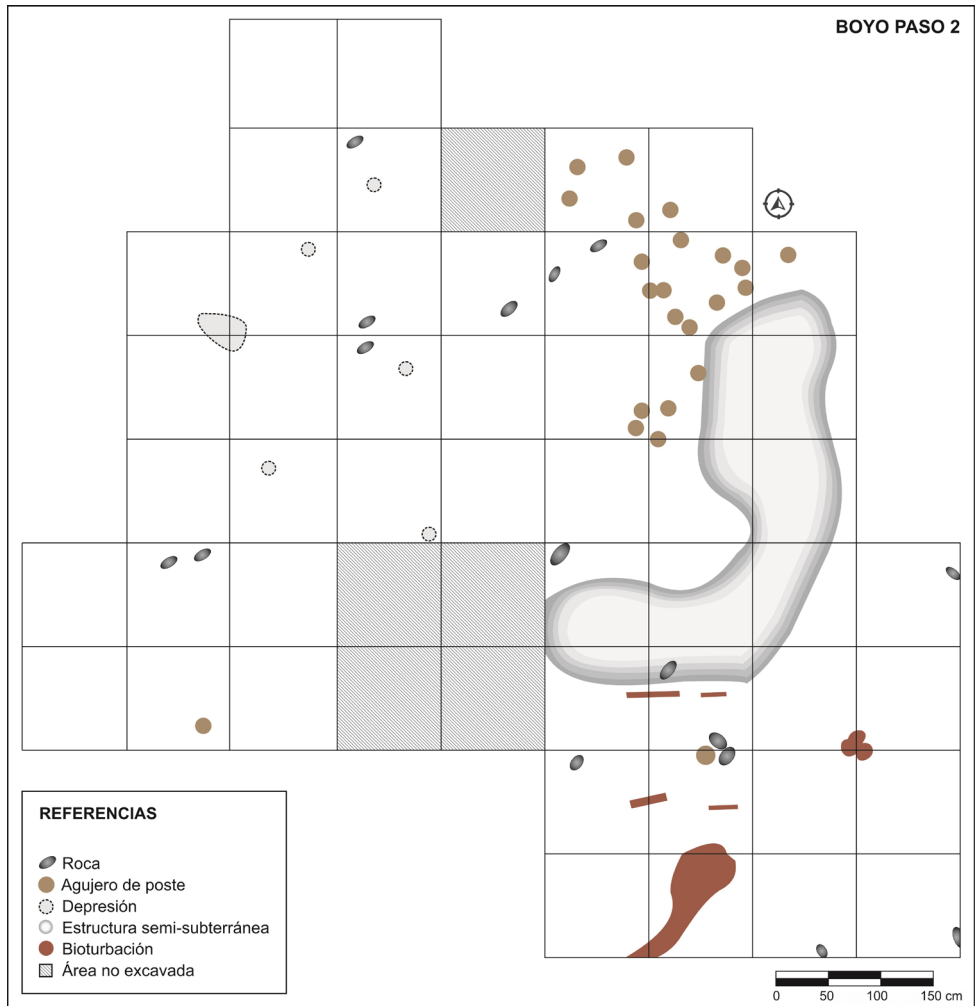 BOYO PASO 2
REFERENCIAS
Roca
Agujero de poste
Depresión
Estructura semi-subterránea
Bioturbación
Área no excavada
0 50 100 150 cm